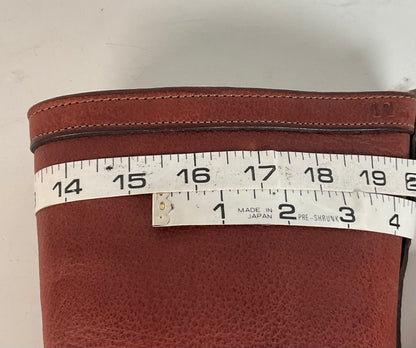 14 15 16 17 18 19
1 MADE IN JAPAN 2 PRE-SHRUNK 3 4